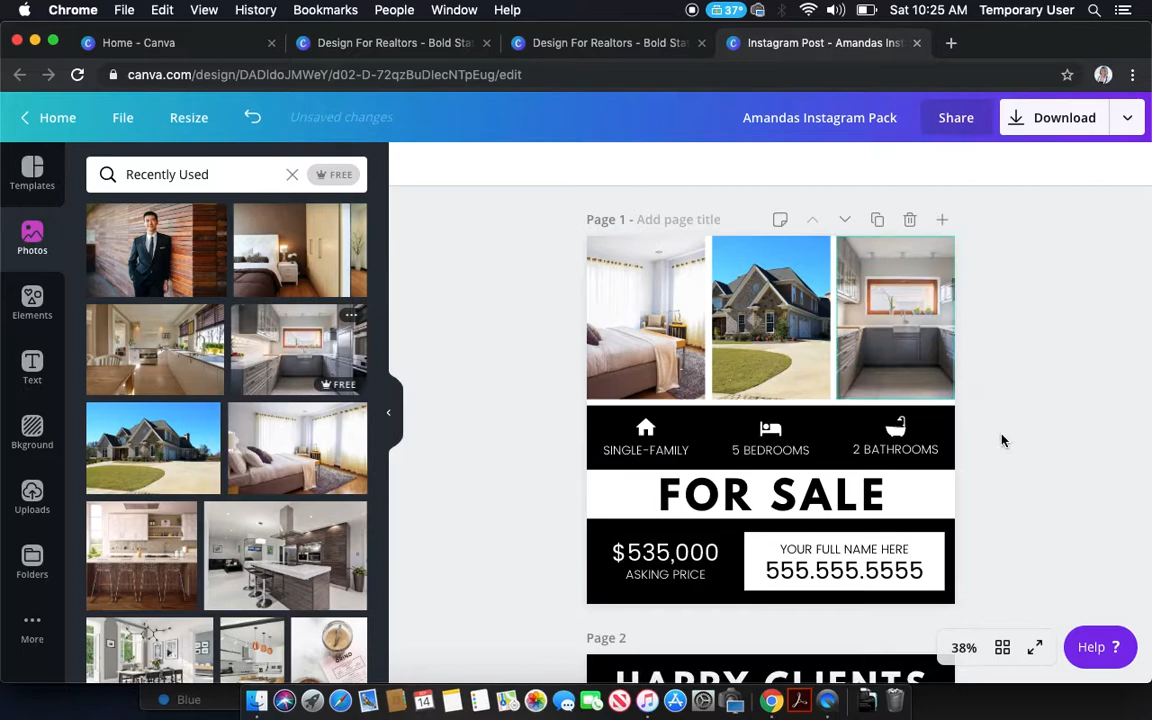 Chrome File Edit View History Bookmarks People Window Help
37° Sat 10:25 AM Temporary User
Home - Canva
Design For Realtors - Bold Sta
Design For Realtors - Bold Sta
Instagram Post - Amandas Inst
canva.com/design/DADldoJMWeY/d02-D-72qzBuDlecNTpEug/edit
Home File Resize Unsaved changes Amandas Instagram Pack Share Download
Templates
Photos
Elements
Text
Bkground
Uploads
Folders
More
Recently Used FREE
FREE
Page 1 - Add page title
SINGLE-FAMILY 5 BEDROOMS 2 BATHROOMS
FOR SALE
$535,000
ASKING PRICE
YOUR FULL NAME HERE
555.555.5555
Page 2
HAPPY CLIENTS
38% Help ?
Blue
14